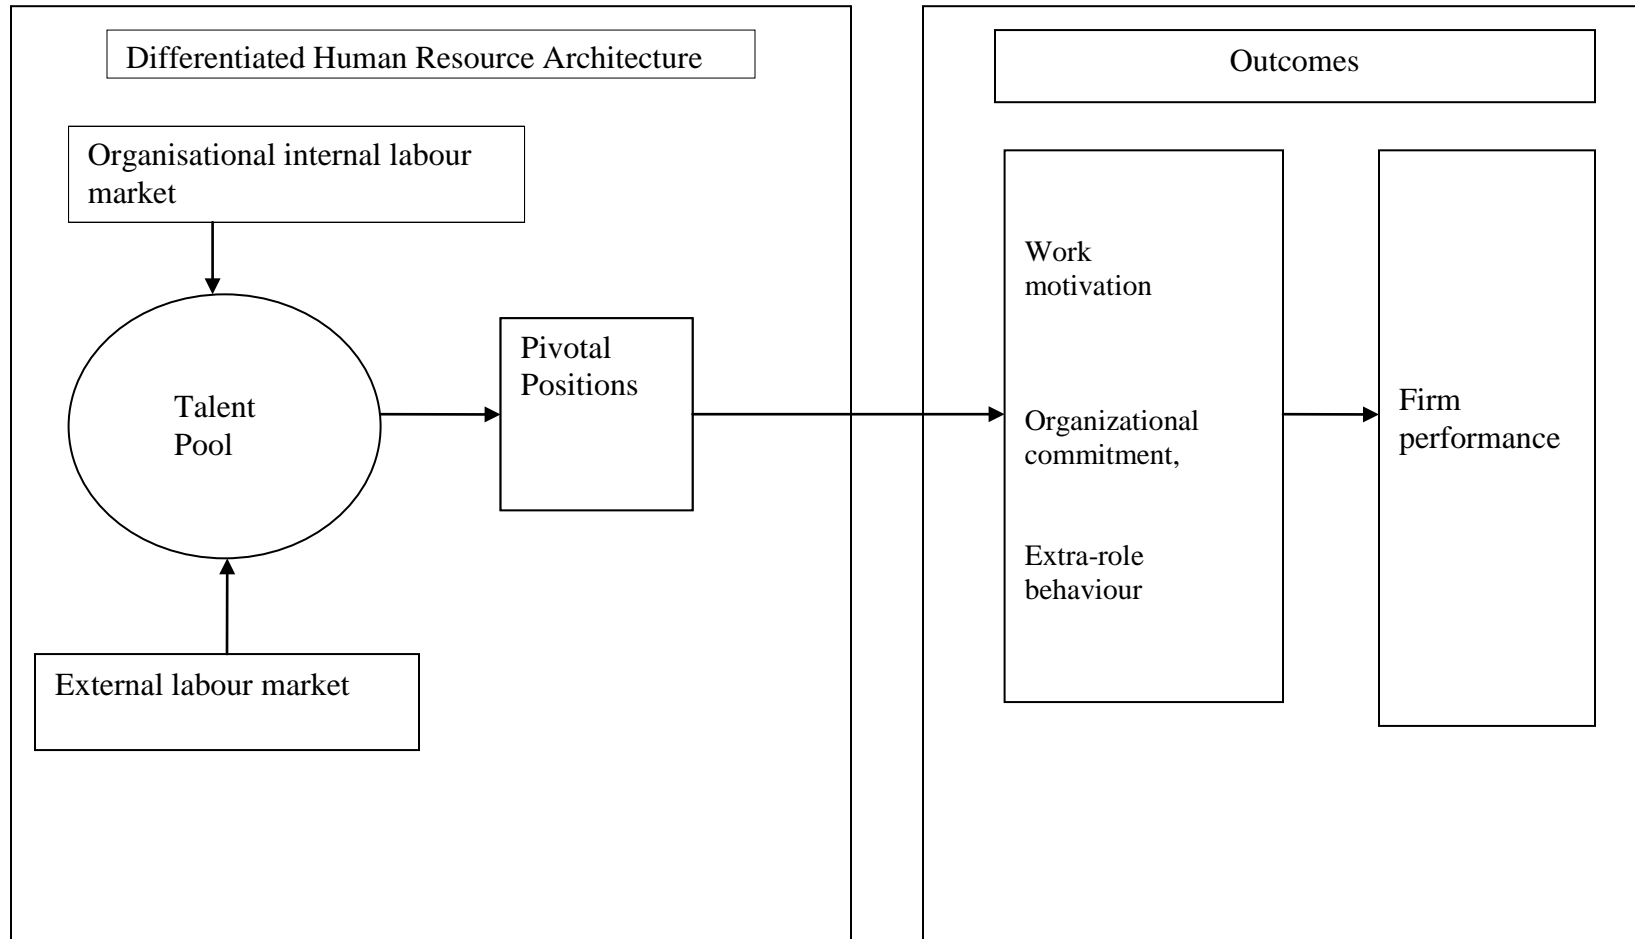 Differentiated Human Resource Architecture
Organisational internal labour
market
Talent
Pool
Pivotal
Positions
External labour market
Outcomes
Work
motivation
Organizational
commitment,
Extra-role
behaviour
Firm
performance